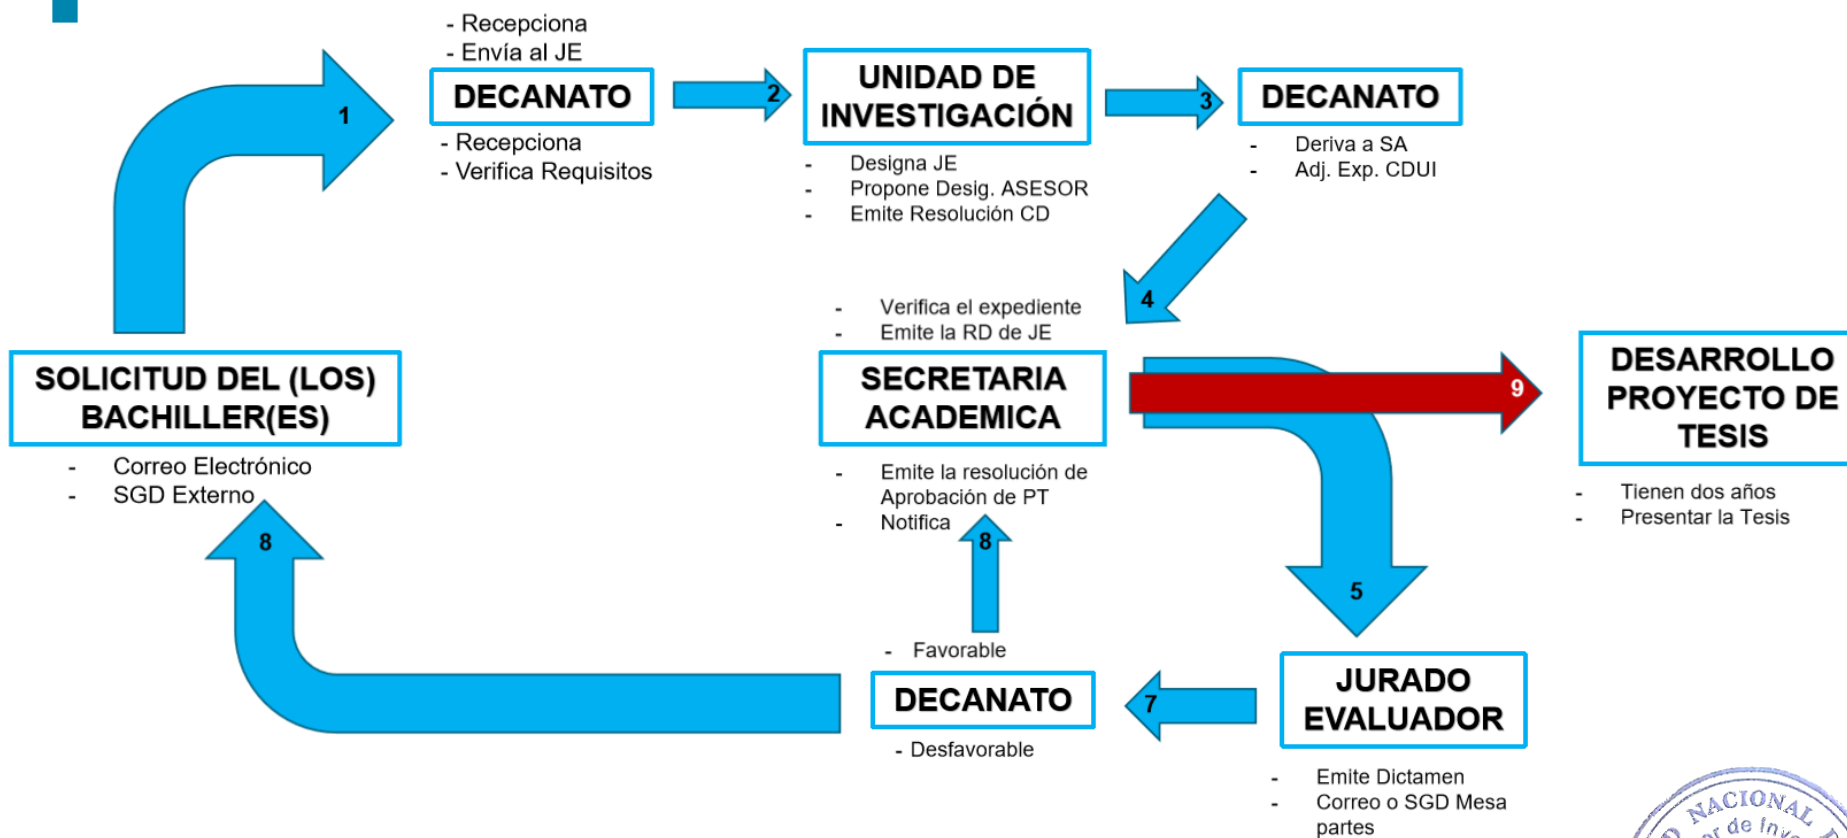 - Recepciona
- Envía al JE
DECANATO
- Recepciona
- Verifica Requisitos
1
2
UNIDAD DE
INVESTIGACIÓN
- Designa JE
- Propone Desig. ASESOR
- Emite Resolución CD
3
DECANATO
- Deriva a SA
- Adj. Exp. CDUI
4
- Verifica el expediente
- Emite la RD de JE
SECRETARIA
ACADEMICA
- Emite la resolución de
Aprobación de PT
- Notifica
SOLICITUD DEL (LOS)
BACHILLER(ES)
- Correo Electrónico
- SGD Externo
8
9
DESARROLLO
PROYECTO DE
TESIS
- Tienen dos años
- Presentar la Tesis
5
8
- Favorable
DECANATO
- Desfavorable
7
JURADO
EVALUADOR
- Emite Dictamen
- Correo o SGD Mesa
partes
NACIONAL
de